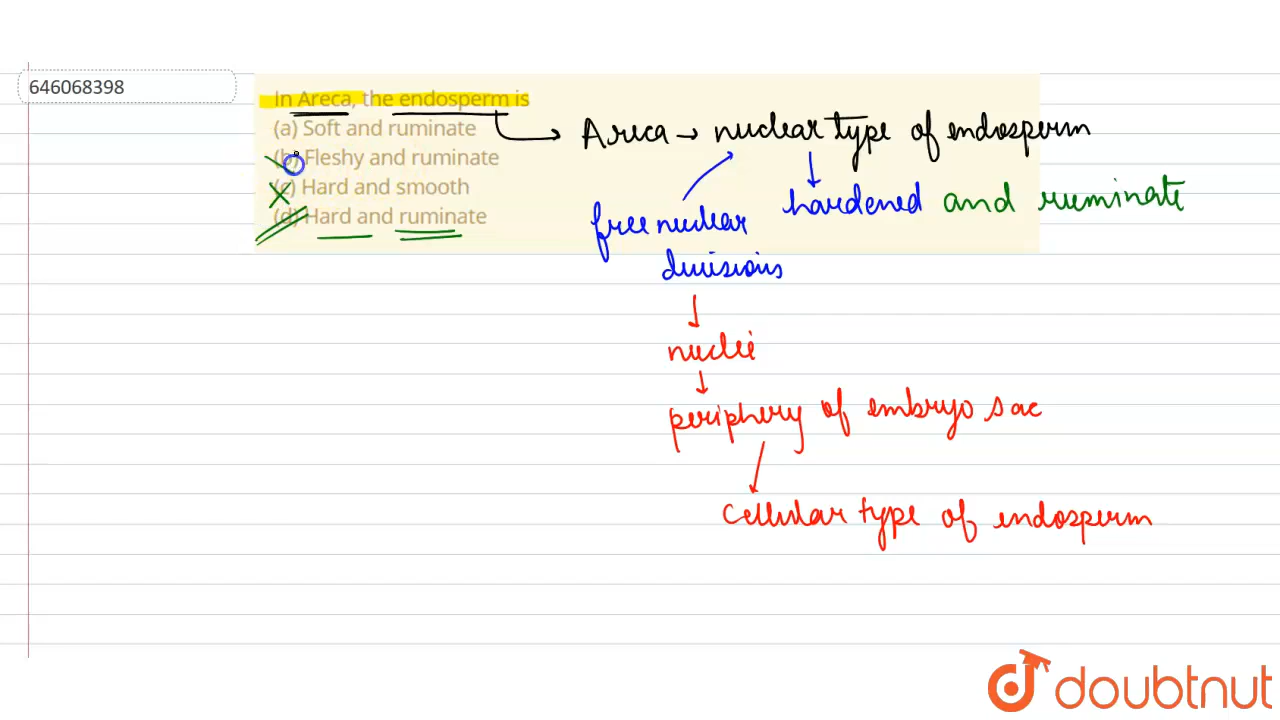 646068398
In Areca, the endosperm is
(a) Soft and ruminate
(b) Fleshy and ruminate
(c) Hard and smooth
(d) Hard and ruminate
Areca → nuclear type of endosperm
free nuclear divisions
hardened and ruminate
nuclei
periphery of embryo sac
cellular type of endosperm
doubtnut